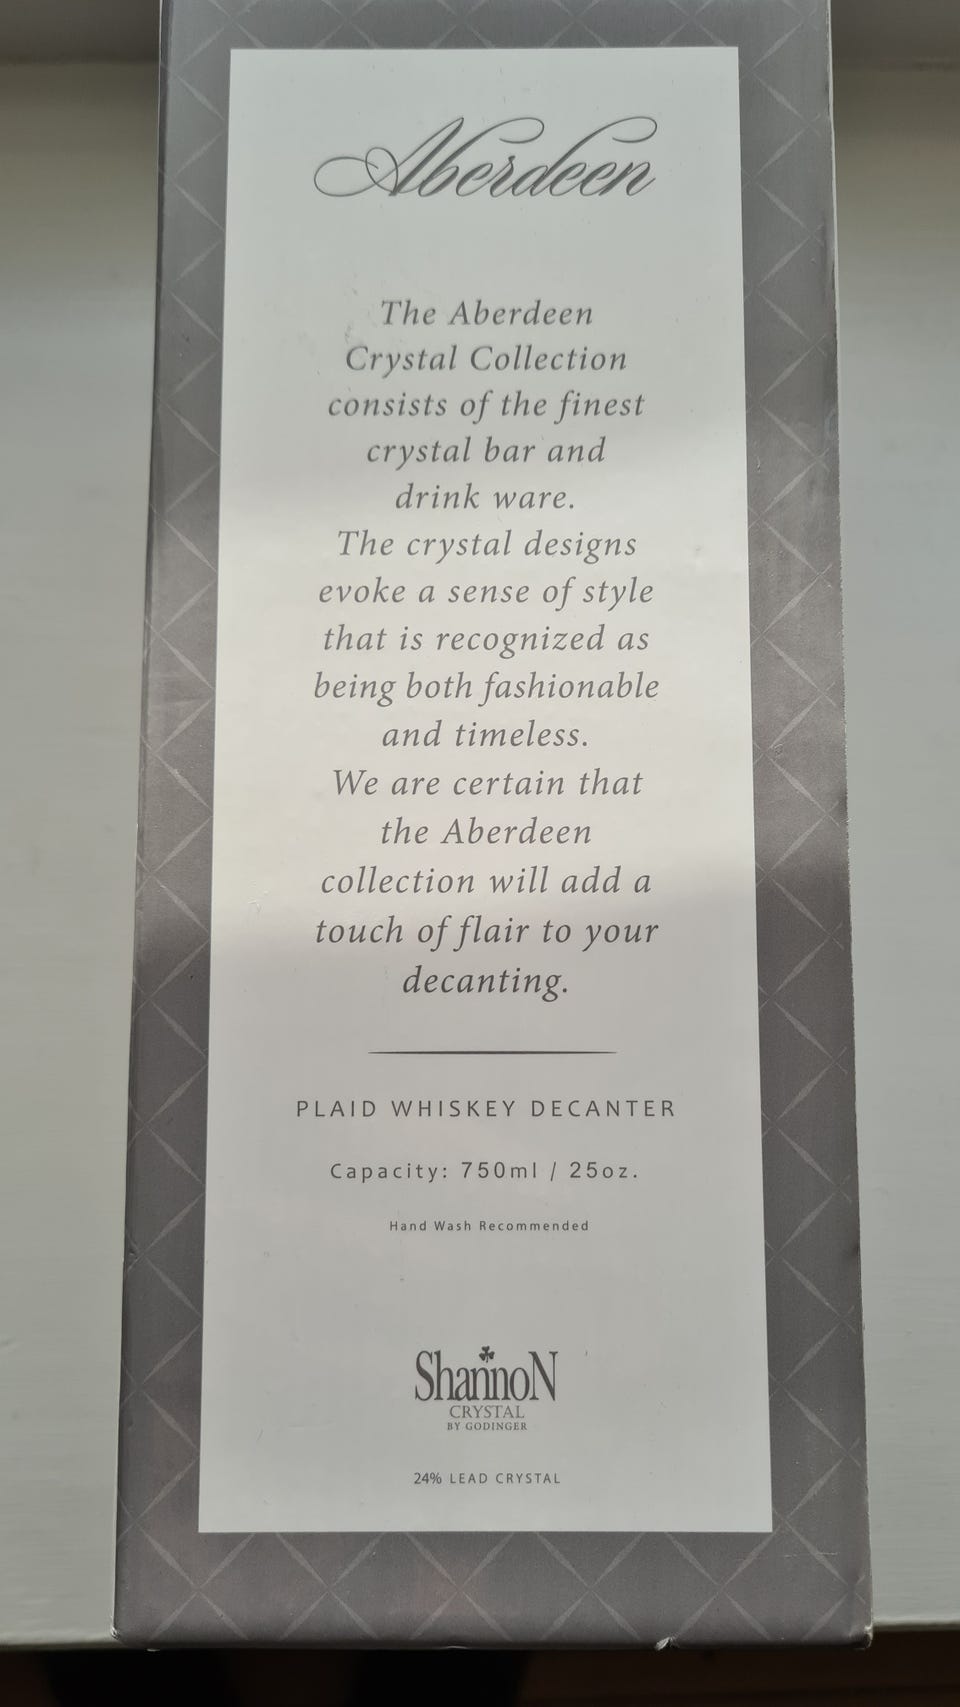 Aberdeen
The Aberdeen
Crystal Collection
consists of the finest
crystal bar and
drink ware.
The crystal designs
evoke a sense of style
that is recognized as
being both fashionable
and timeless.
We are certain that
the Aberdeen
collection will add a
touch of flair to your
decanting.
PLAID WHISKEY DECANTER
Capacity: 750ml / 25oz.
Hand Wash Recommended
ShannoN
CRYSTAL
BY GODINGER
24% LEAD CRYSTAL